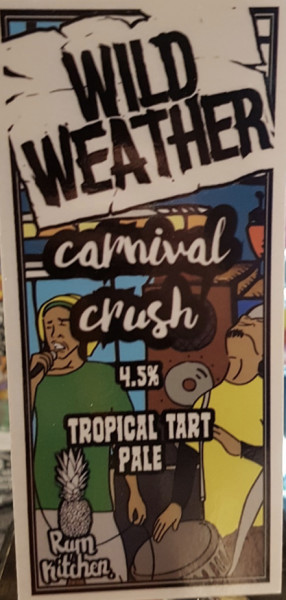 WILD
WEATHER
carnival
crush
4.5%
TROPICAL TART
PALE
Rum
Kitchen